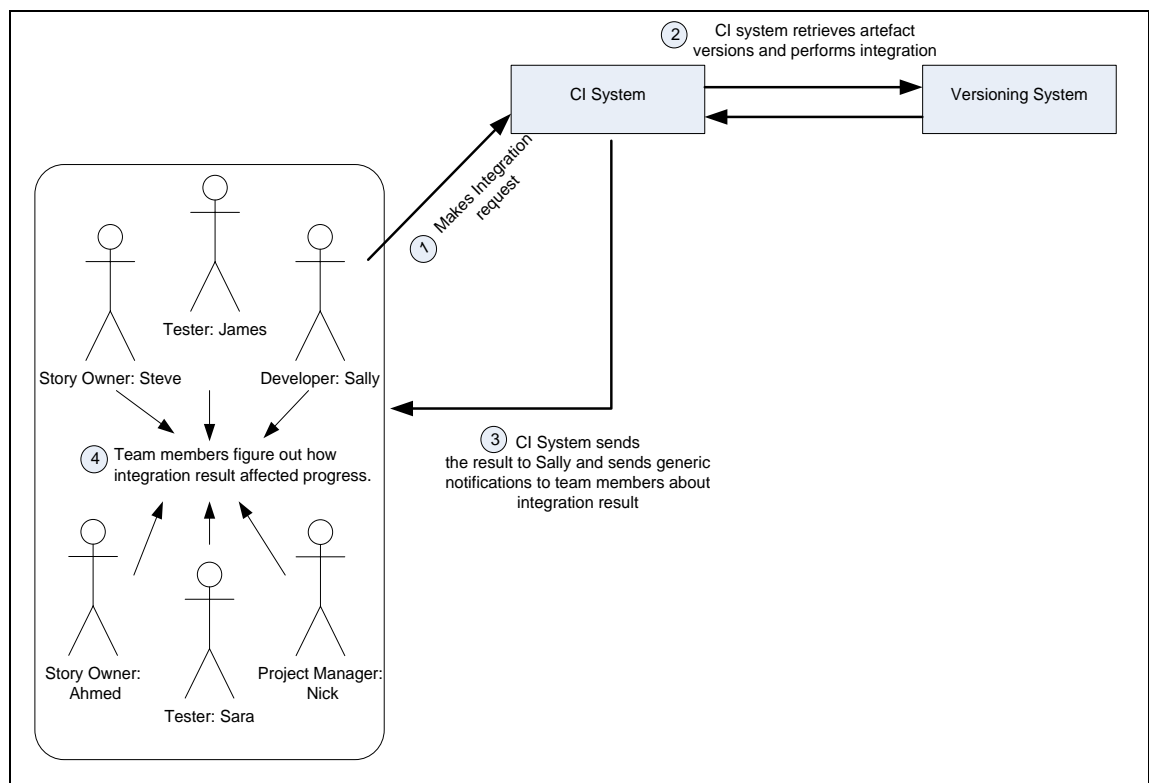 2
CI system retrieves artefact
versions and performs integration
CI System
Versioning System
1
Makes Integration
request
Tester: James
Story Owner: Steve
Developer: Sally
3
CI System sends
the result to Sally and sends generic
notifications to team members about
integration result
4
Team members figure out how
integration result affected progress.
Story Owner:
Ahmed
Project Manager:
Nick
Tester: Sara